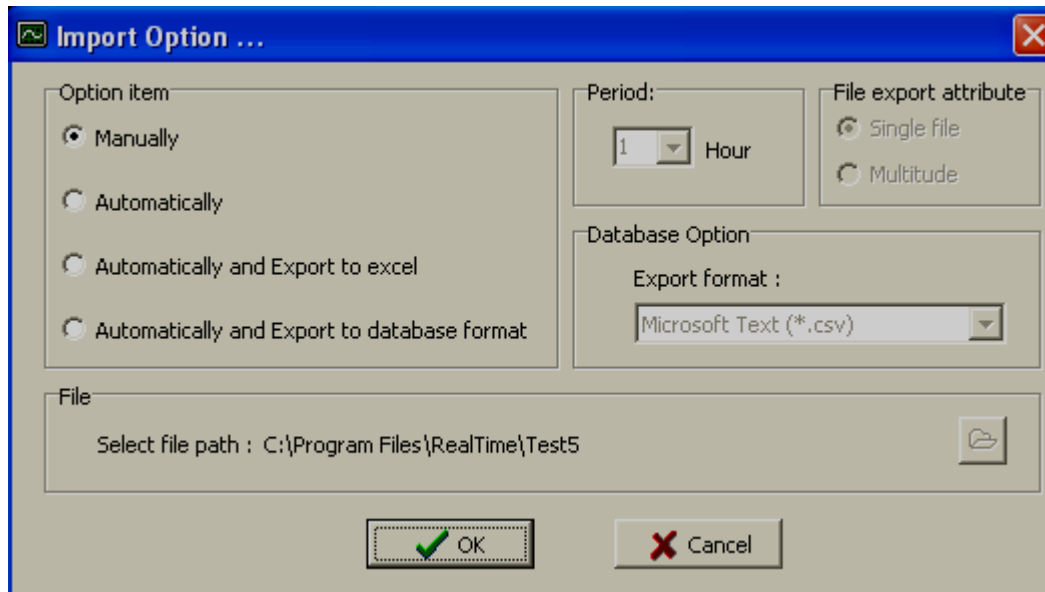 Import Option ...
Option item
Manually
Automatically
Automatically and Export to excel
Automatically and Export to database format
Period:
1 Hour
File export attribute
Single file
Multitude
Database Option
Export format :
Microsoft Text (*.csv)
File
Select file path : C:\Program Files\RealTime\Test5
OK
Cancel